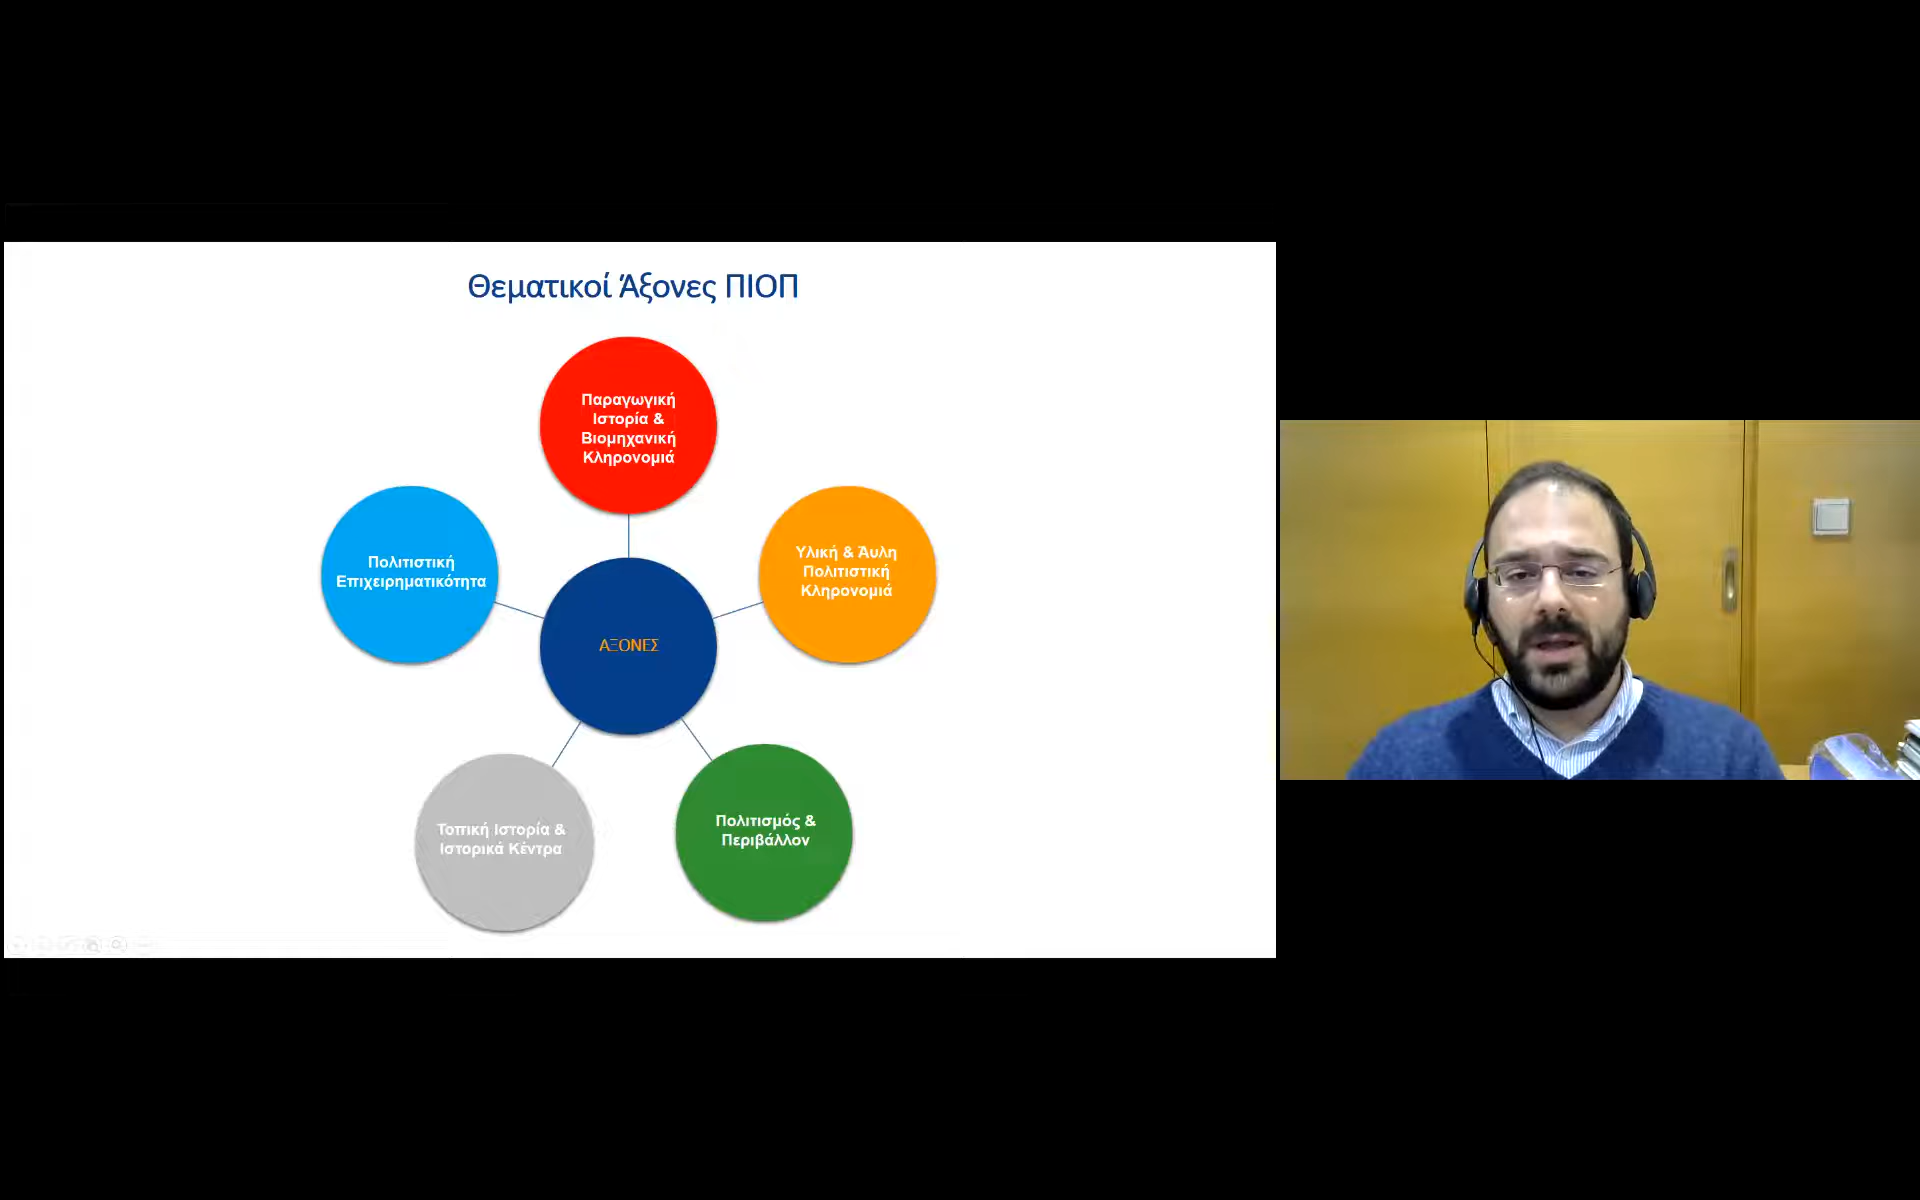 Θεματικοί Άξονες ΠΙΟΠ
Παραγωγική
Ιστορία &
Βιομηχανική
Κληρονομιά
Πολιτιστική
Επιχειρηματικότητα
Υλική & Άυλη
Πολιτιστική
Κληρονομιά
ΑΞΟΝΕΣ
Τοπική Ιστορία &
Ιστορικά Κέντρα
Πολιτισμός &
Περιβάλλον